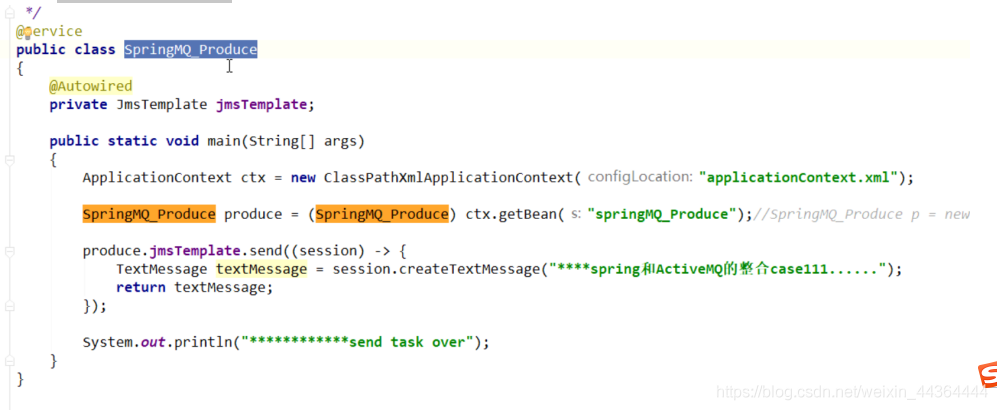 */
@Service
public class SpringMQ_Produce
{
@Autowired
private JmsTemplate jmsTemplate;
public static void main(String[] args)
{
ApplicationContext ctx = new ClassPathXmlApplicationContext( configLocation: "applicationContext.xml");
SpringMQ_Produce produce = (SpringMQ_Produce) ctx.getBean( s: "springMQ_Produce");//SpringMQ_Produce p = new
produce.jmsTemplate.send((session) -> {
TextMessage textMessage = session.createTextMessage("****spring和ActiveMQ的整合case111......");
return textMessage;
});
System.out.println("************send task over");
}
}
https://blog.csdn.net/weixin_44364444